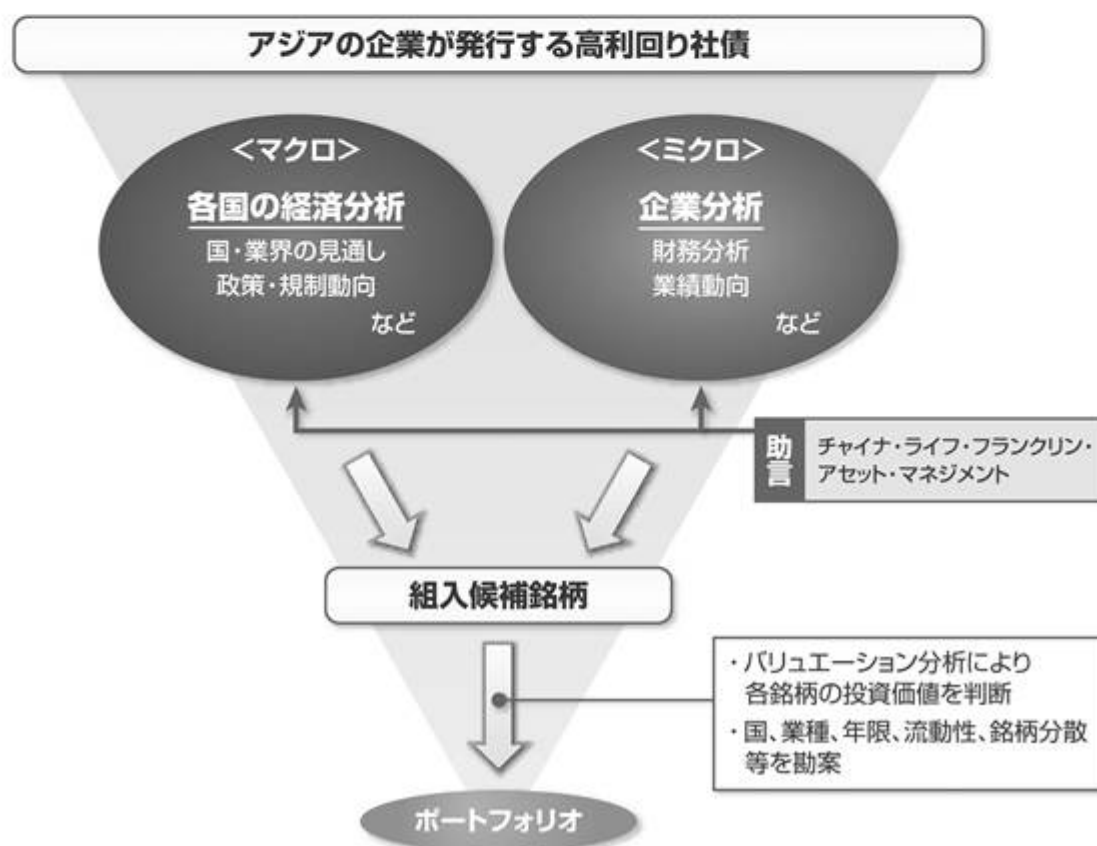 アジアの企業が発行する高利回り社債
<マクロ>
各国の経済分析
国・業界の見通し
政策・規制動向
など
<ミクロ>
企業分析
財務分析
業績動向
など
助言
チャイナ・ライフ・フランクリン・
アセット・マネジメント
組入候補銘柄
・バリュエーション分析により
各銘柄の投資価値を判断
・国、業種、年限、流動性、銘柄分散
等を勘案
ポートフォリオ